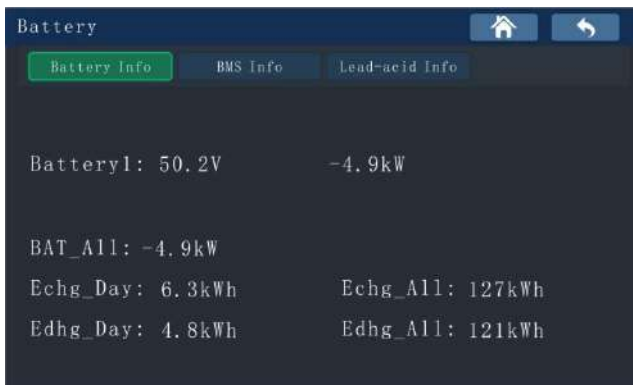 Battery
Battery Info BMS Info Lead-acid Info
Battery1: 50.2V -4.9kW
BAT_All: -4.9kW
Echg_Day: 6.3kWh Echg_All: 127kWh
Edhg_Day: 4.8kWh Edhg_All: 121kWh